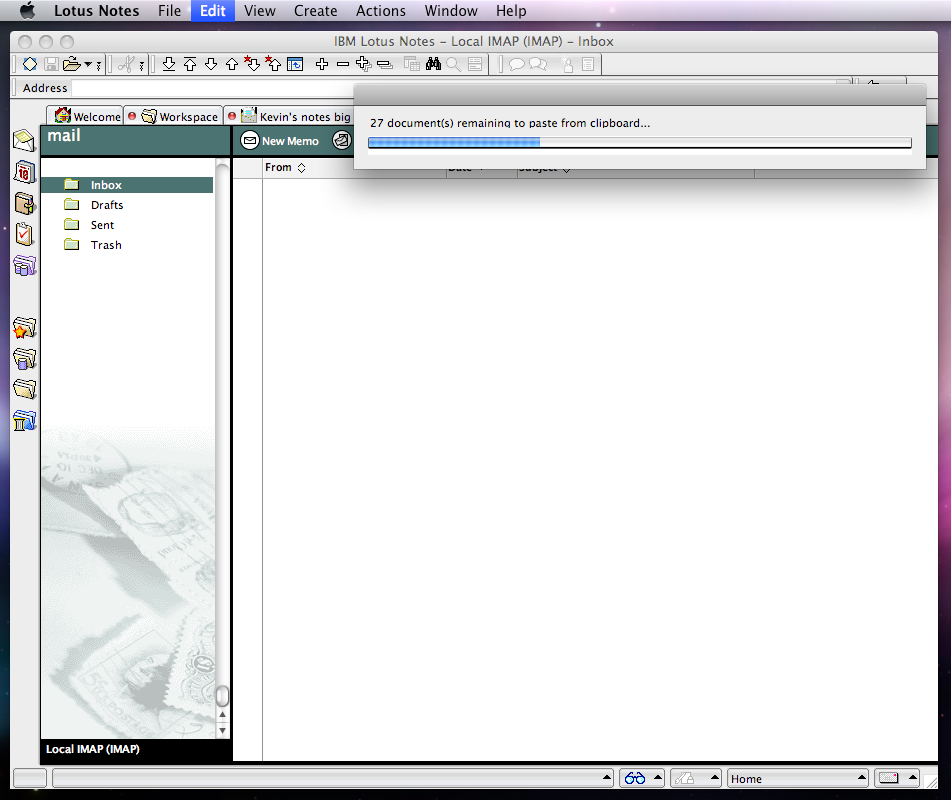 Lotus Notes File Edit View Create Actions Window Help
IBM Lotus Notes – Local IMAP (IMAP) – Inbox
Address
27 document(s) remaining to paste from clipboard...
Welcome Workspace Kevin's notes big
mail
New Memo
From Date Subject
10
Inbox
Drafts
Sent
Trash
Local IMAP (IMAP)
Home